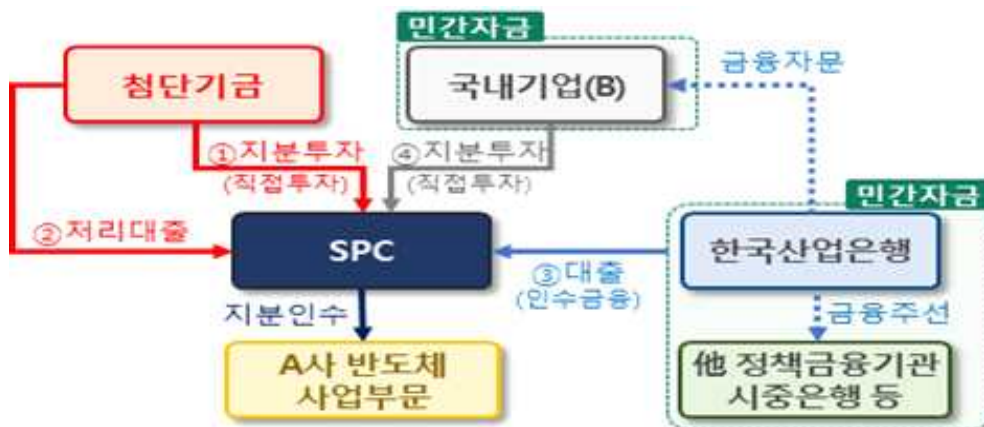 민간자금
첨단기금
국내기업(B)
금융자문
①지분투자
(직접투자)
④지분투자
(직접투자)
민간자금
②저리대출
SPC
③대출
(인수금융)
한국산업은행
지분인수
금융주선
A사 반도체
사업부문
他 정책금융기관
시중은행 등